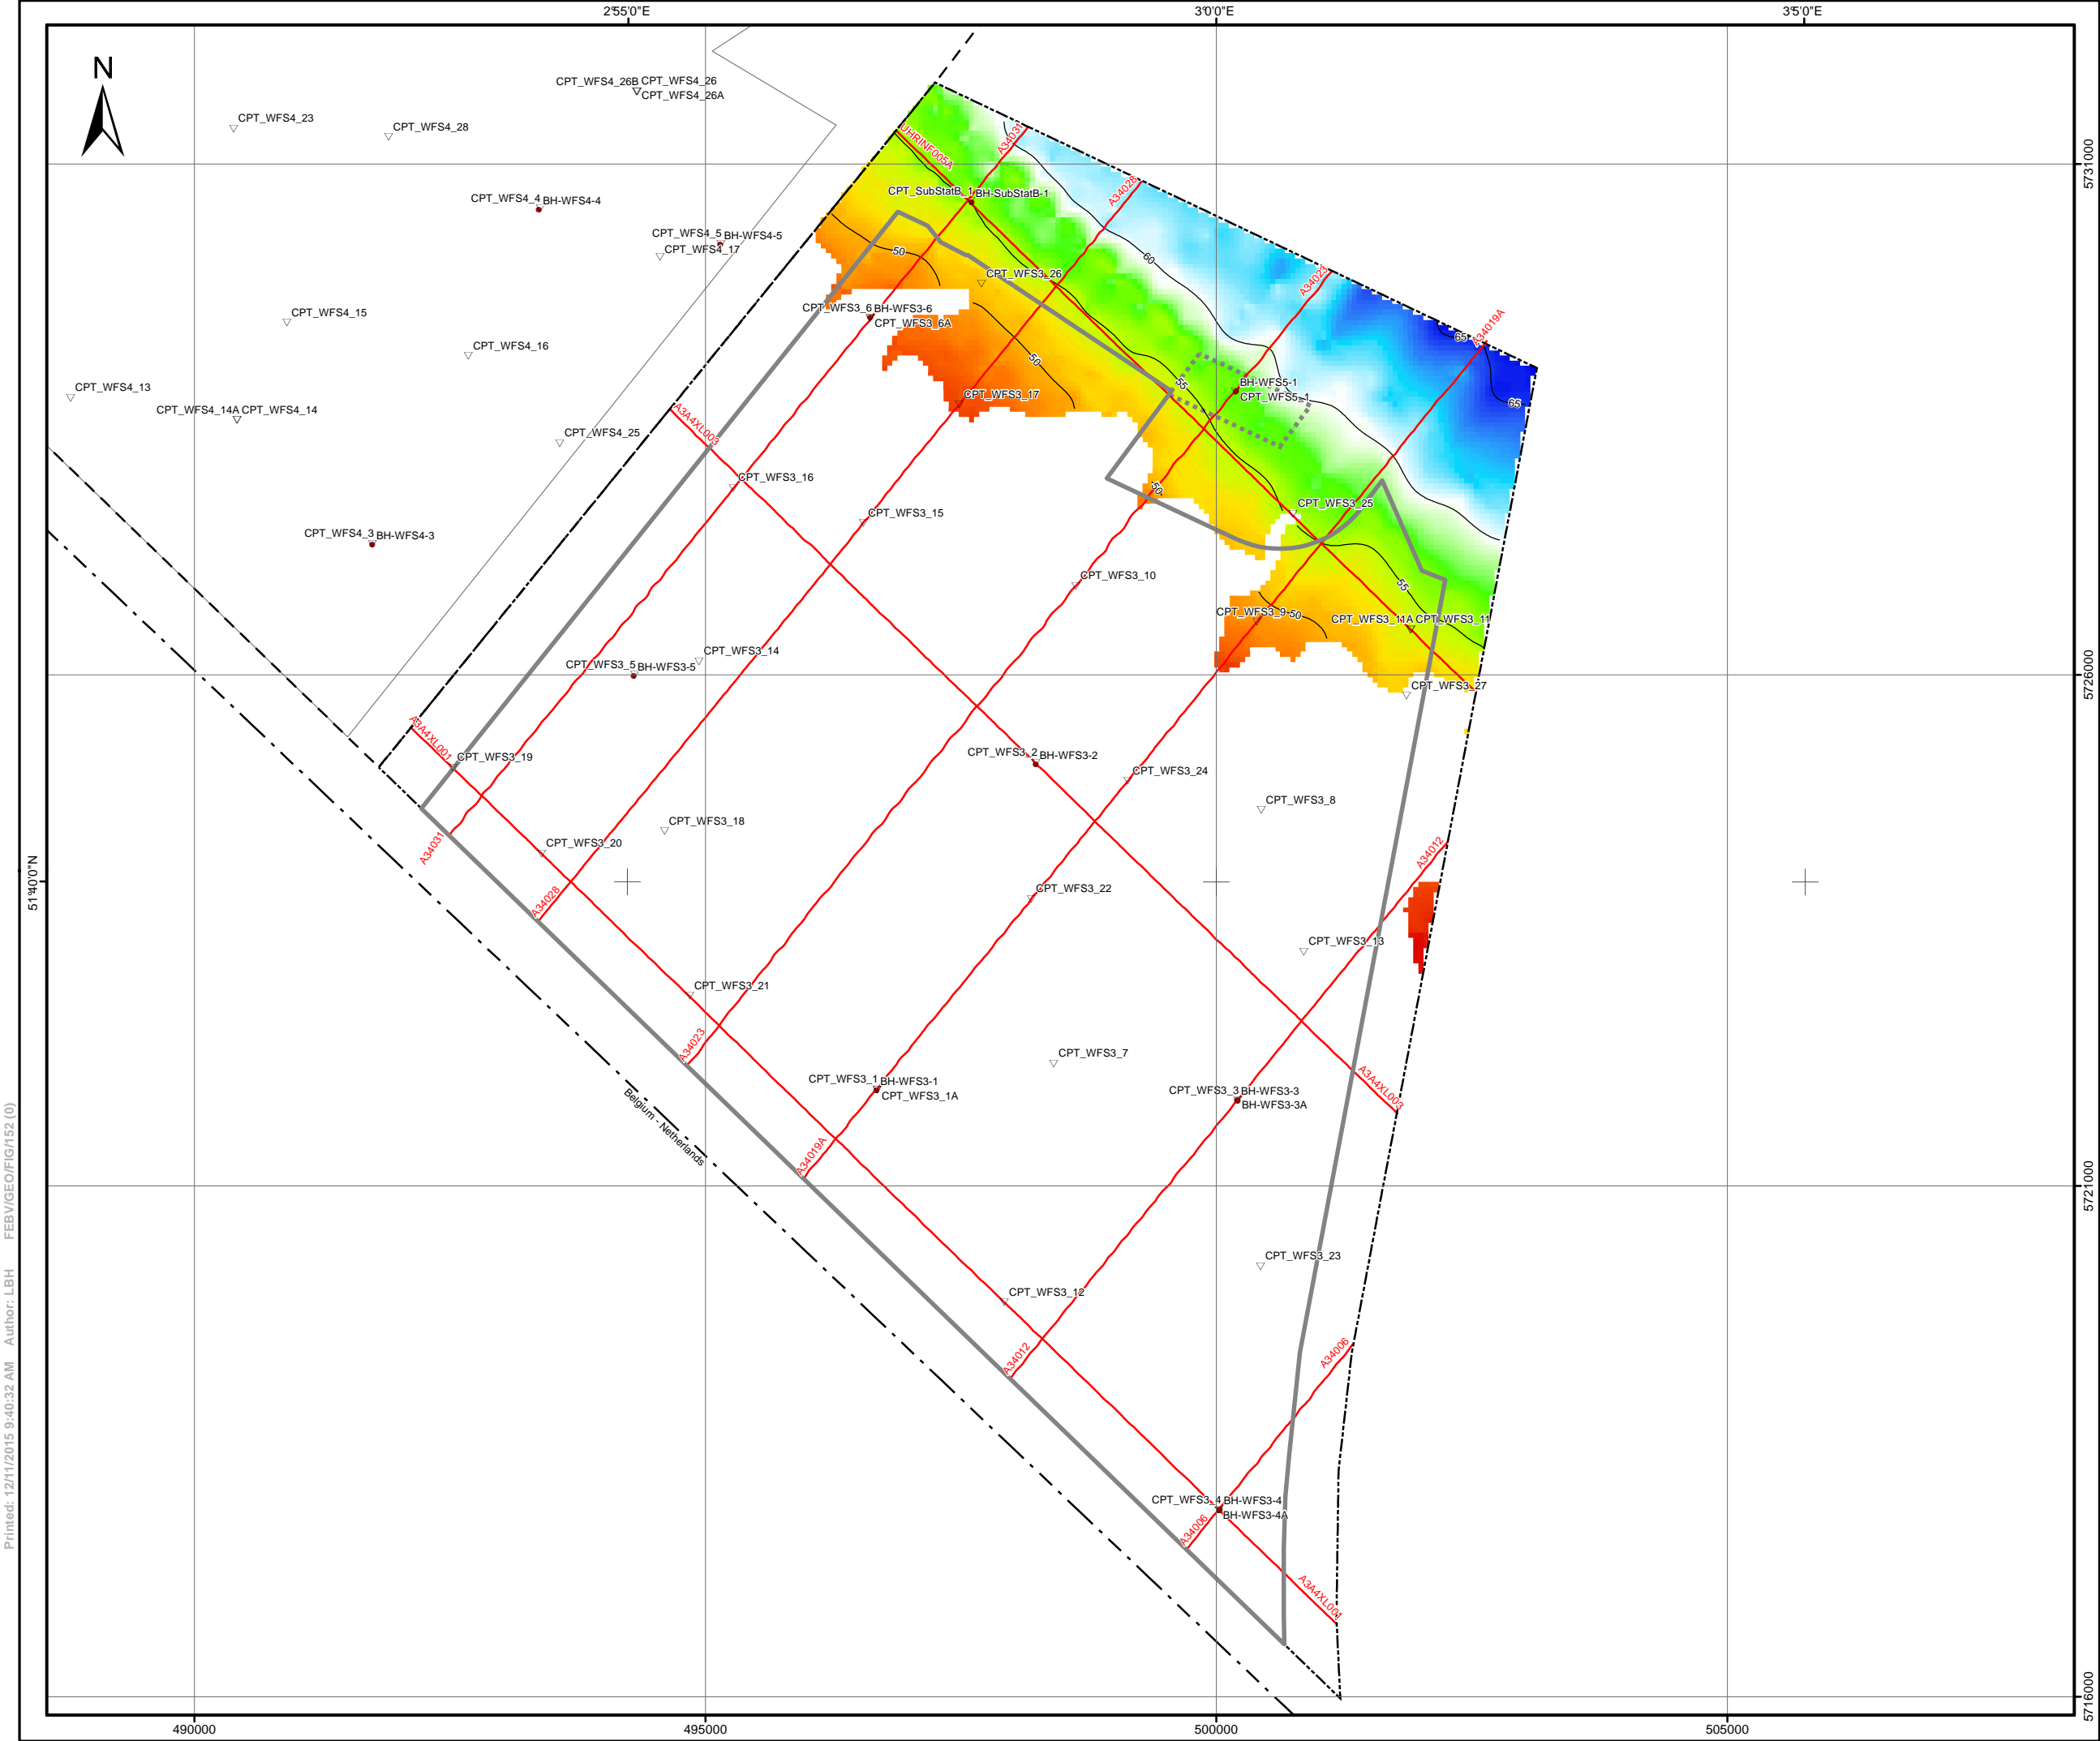 2°55'0"E
3°0'0"E
3°5'0"E
N
CPT_WFS4_26B CPT_WFS4_26
CPT_WFS4_26A
CPT_WFS4_23
CPT_WFS4_28
UHRINF005A
A34031
5731000
A34028
CPT_WFS4_4 BH-WFS4-4
CPT_SubStatB_1 BH-SubStatB-1
CPT_WFS4_5 BH-WFS4-5
CPT_WFS4_17
50
60
CPT_WFS3_26
A34023
CPT_WFS4_15
CPT_WFS3_6 BH-WFS3-6
CPT_WFS3_6A
A34019A
65
CPT_WFS4_16
50
55
BH-WFS5-1
CPT_WFS5_1
65
CPT_WFS4_13
CPT_WFS3_17
CPT_WFS4_14A CPT_WFS4_14
A3A4XL003
CPT_WFS4_25
CPT_WFS3_16
50
CPT_WFS3_25
CPT_WFS3_15
CPT_WFS4_3 BH-WFS4-3
CPT_WFS3_10
55
CPT_WFS3_9 50
CPT_WFS3_11A CPT_WFS3_11
CPT_WFS3_14
CPT_WFS3_5 BH-WFS3-5
5726000
CPT_WFS3_27
A3A4XL001
CPT_WFS3_19
CPT_WFS3_2 BH-WFS3-2
CPT_WFS3_24
CPT_WFS3_8
CPT_WFS3_18
A34031
CPT_WFS3_20
A34012
51°40'0"N
A34028
CPT_WFS3_22
CPT_WFS3_13
CPT_WFS3_21
A34023
CPT_WFS3_7
CPT_WFS3_1 BH-WFS3-1
CPT_WFS3_1A
CPT_WFS3_3 BH-WFS3-3
BH-WFS3-3A
A3A4XL003
Belgium - Netherlands
A34019A
5721000
CPT_WFS3_23
CPT_WFS3_12
A34012
A34006
CPT_WFS3_4 BH-WFS3-4
BH-WFS3-4A
A34006
A3A4XL001
5716000
490000
495000
500000
505000
Printed: 12/11/2015 9:40:32 AM Author: LBH FEBV/GEO/FIG/152 (0)